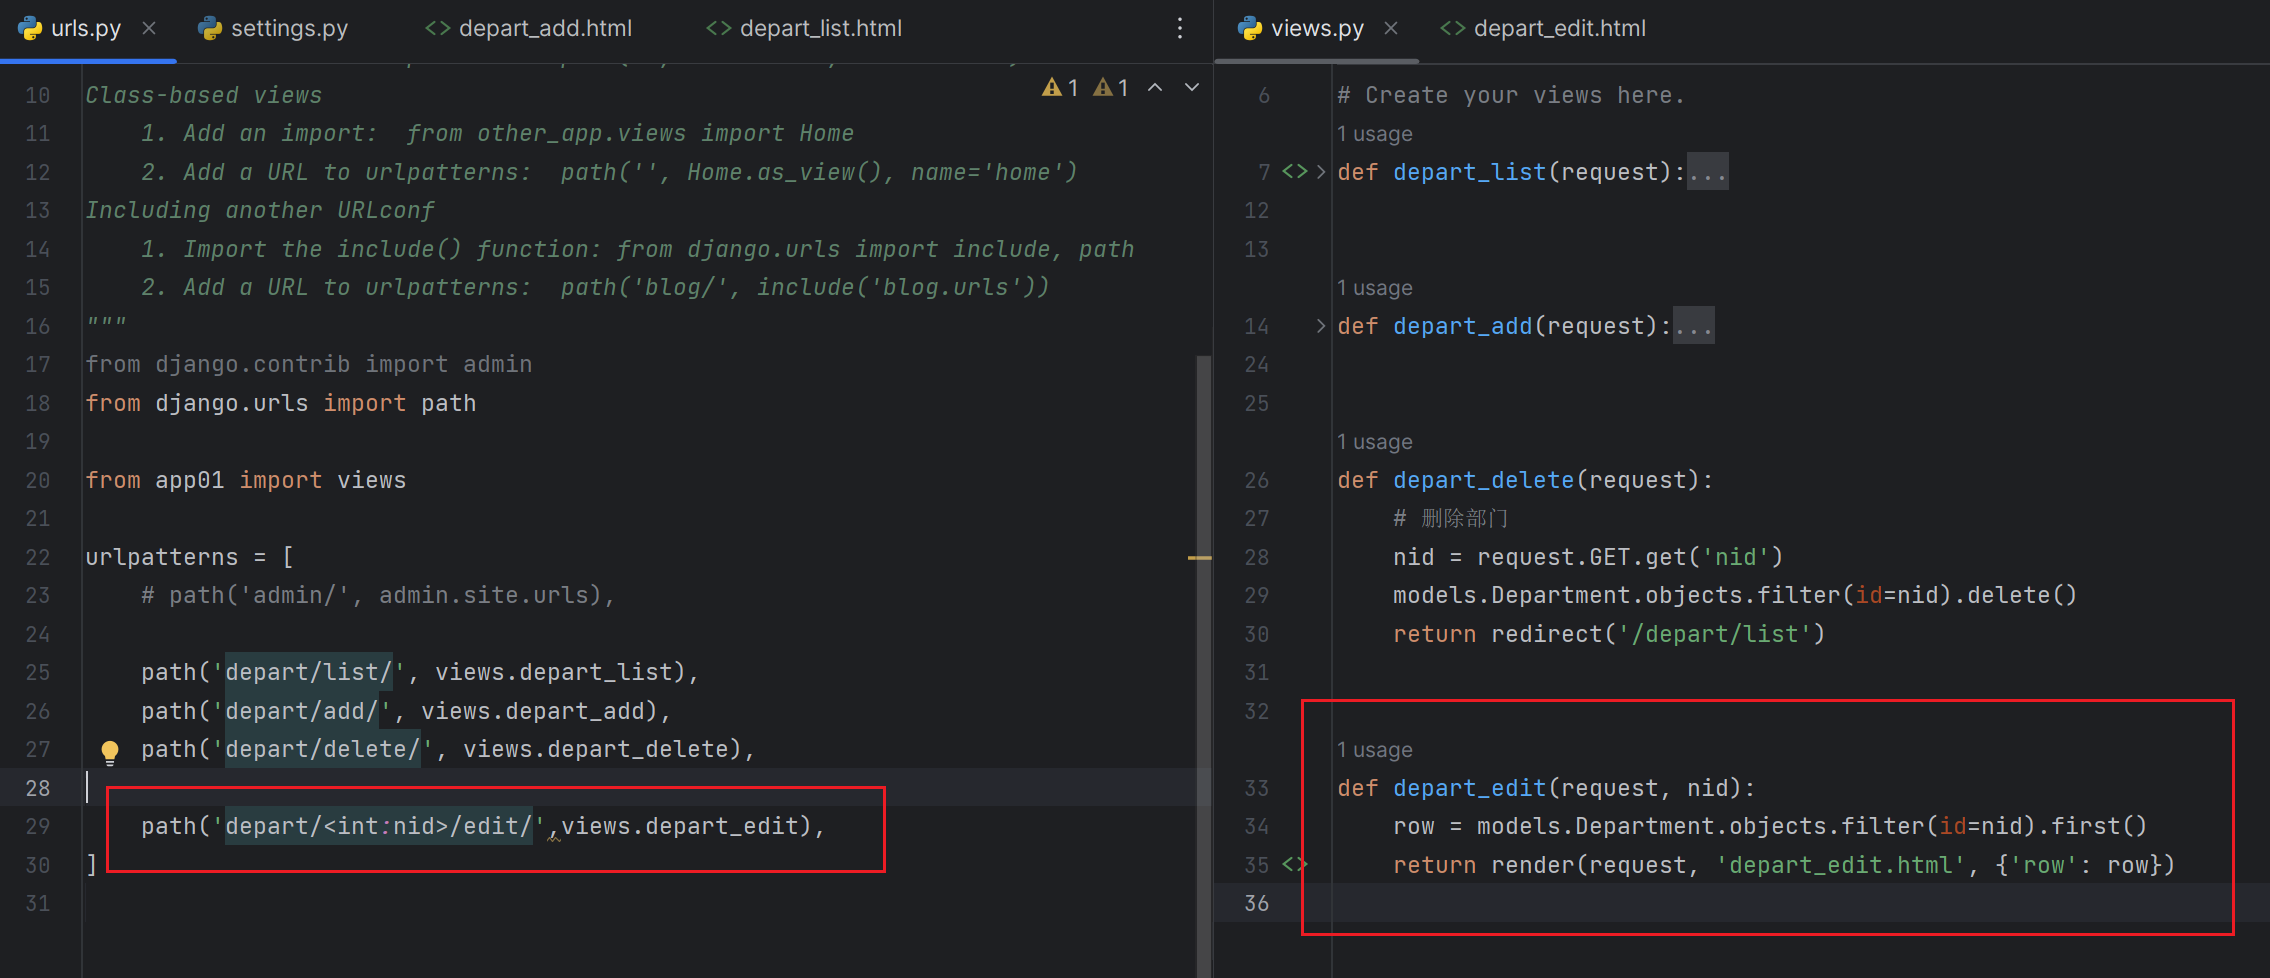 urls.py
settings.py
depart_add.html
depart_list.html
1 1
10 Class-based views
11     1. Add an import:  from other_app.views import Home
12     2. Add a URL to urlpatterns:  path('', Home.as_view(), name='home')
13 Including another URLconf
14     1. Import the include() function: from django.urls import include, path
15     2. Add a URL to urlpatterns:  path('blog/', include('blog.urls'))
16 """
17 from django.contrib import admin
18 from django.urls import path
19
20 from app01 import views
21
22 urlpatterns = [
23     # path('admin/', admin.site.urls),
24
25     path('depart/list/', views.depart_list),
26     path('depart/add/', views.depart_add),
27     path('depart/delete/', views.depart_delete),
28
29     path('depart/<int:nid>/edit/',views.depart_edit),
30 ]
31
views.py
depart_edit.html
6 # Create your views here.
1 usage
7 def depart_list(request):...
12
13
1 usage
14 def depart_add(request):...
24
25
1 usage
26 def depart_delete(request):
27     # 删除部门
28     nid = request.GET.get('nid')
29     models.Department.objects.filter(id=nid).delete()
30     return redirect('/depart/list')
31
32
1 usage
33 def depart_edit(request, nid):
34     row = models.Department.objects.filter(id=nid).first()
35     return render(request, 'depart_edit.html', {'row': row})
36